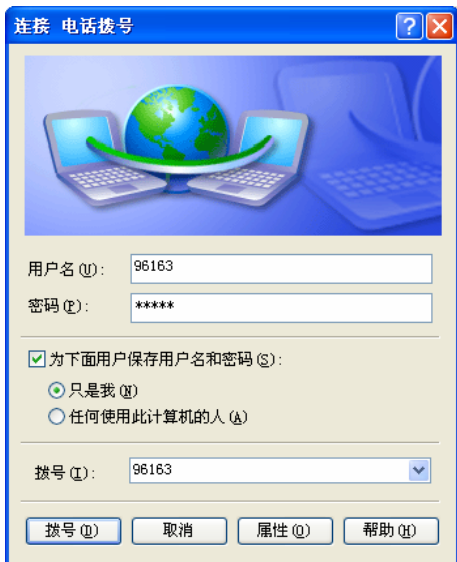 连接 电话拨号
用户名(U): 96163
密码(P): *****
为下面用户保存用户名和密码(S):
只是我(N)
任何使用此计算机的人(A)
拨号(I): 96163
拨号(D) 取消 属性(O) 帮助(H)